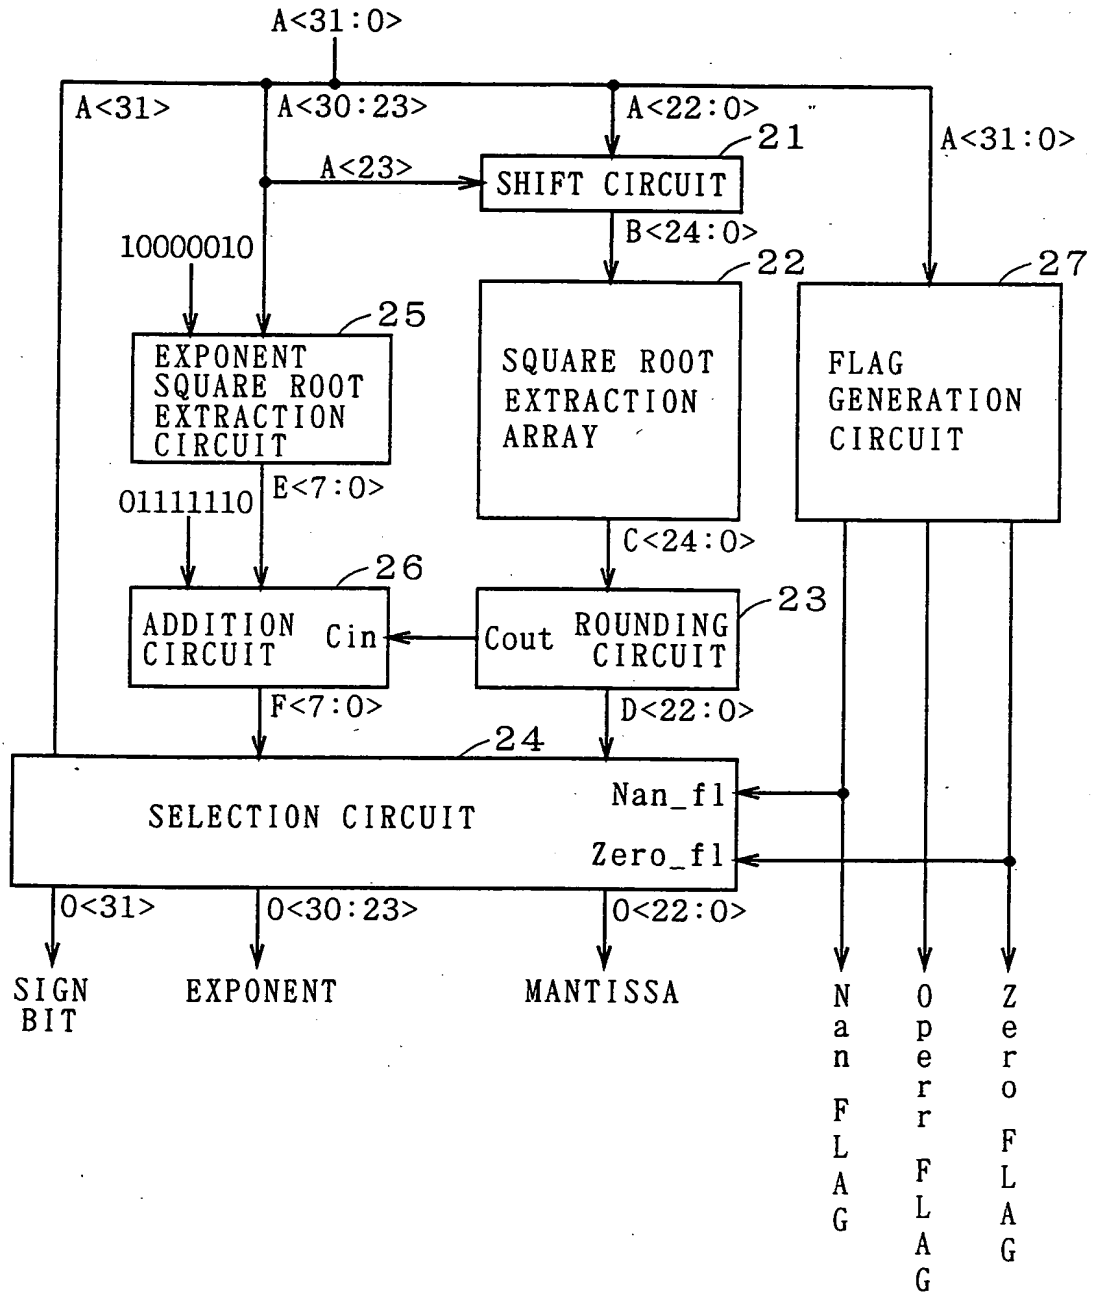 A<31:0>
A<31>
A<30:23>
A<22:0>
A<31:0>
21
A<23>
SHIFT CIRCUIT
B<24:0>
10000010
22
27
25
EXPONENT
SQUARE ROOT
EXTRACTION
CIRCUIT
SQUARE ROOT
EXTRACTION
ARRAY
FLAG
GENERATION
CIRCUIT
E<7:0>
01111110
C<24:0>
26
23
ADDITION
CIRCUIT
Cin
Cout
ROUNDING
CIRCUIT
F<7:0>
D<22:0>
24
SELECTION CIRCUIT
Nan_fl
Zero_fl
O<31>
O<30:23>
O<22:0>
SIGN
BIT
EXPONENT
MANTISSA
Nan FLAG
Operr FLAG
Zero FLAG